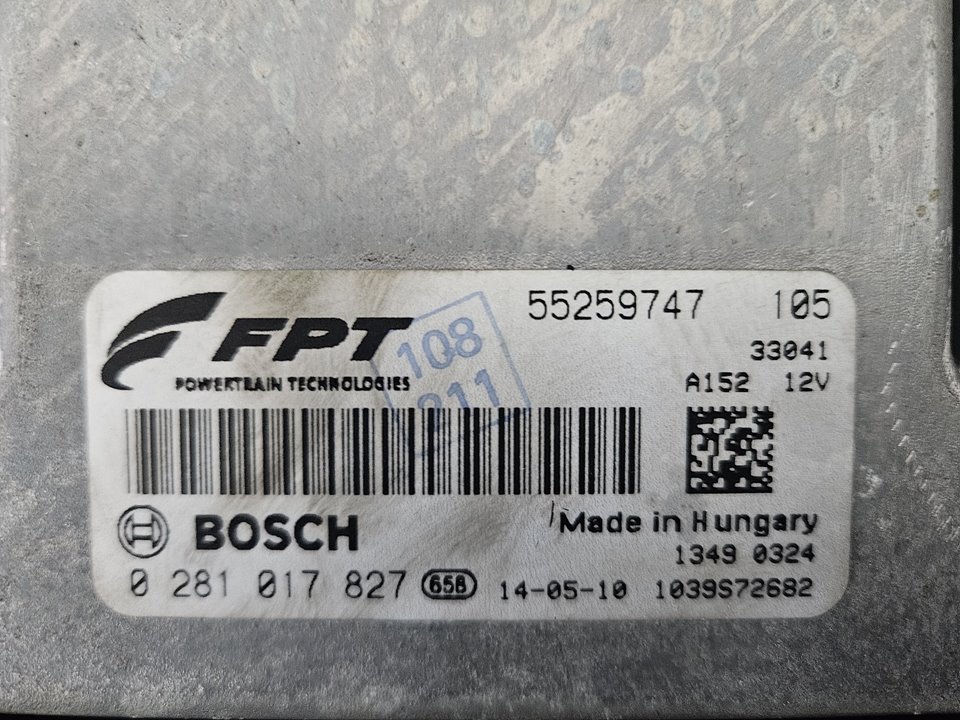 FPT
POWERTRAIN TECHNOLOGIES
55259747 105
33041
A152 12V
108
211
BOSCH
Made in Hungary
1349 0324
0 281 017 827 658 14-05-10 1039S72682